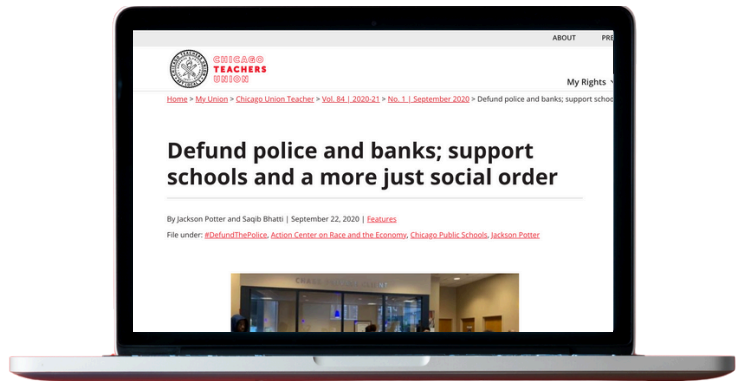 ABOUT PRE
CHICAGO
TEACHERS
UNION
My Rights
Home > My Union > Chicago Union Teacher > Vol. 84 | 2020-21 > No. 1 | September 2020 > Defund police and banks; support schoo
Defund police and banks; support
schools and a more just social order
By Jackson Potter and Saqib Bhatti | September 22, 2020 | Features
File under: #DefundThePolice, Action Center on Race and the Economy, Chicago Public Schools, Jackson Potter